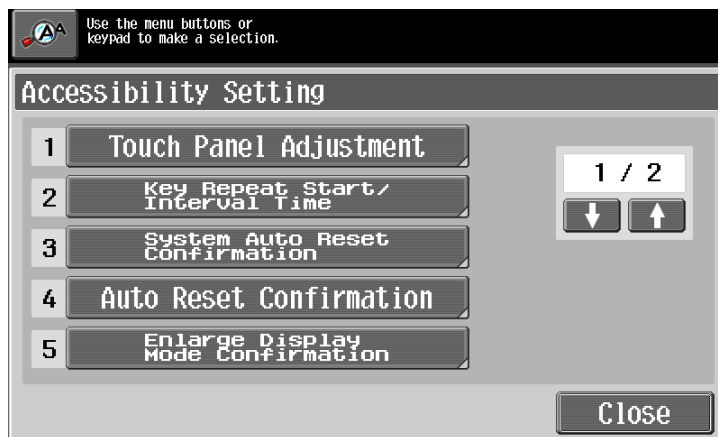 Use the menu buttons or
keypad to make a selection.
Accessibility Setting
1 Touch Panel Adjustment
2 Key Repeat Start/
Interval Time
3 System Auto Reset
Confirmation
4 Auto Reset Confirmation
5 Enlarge Display
Mode Confirmation
1 / 2
Close